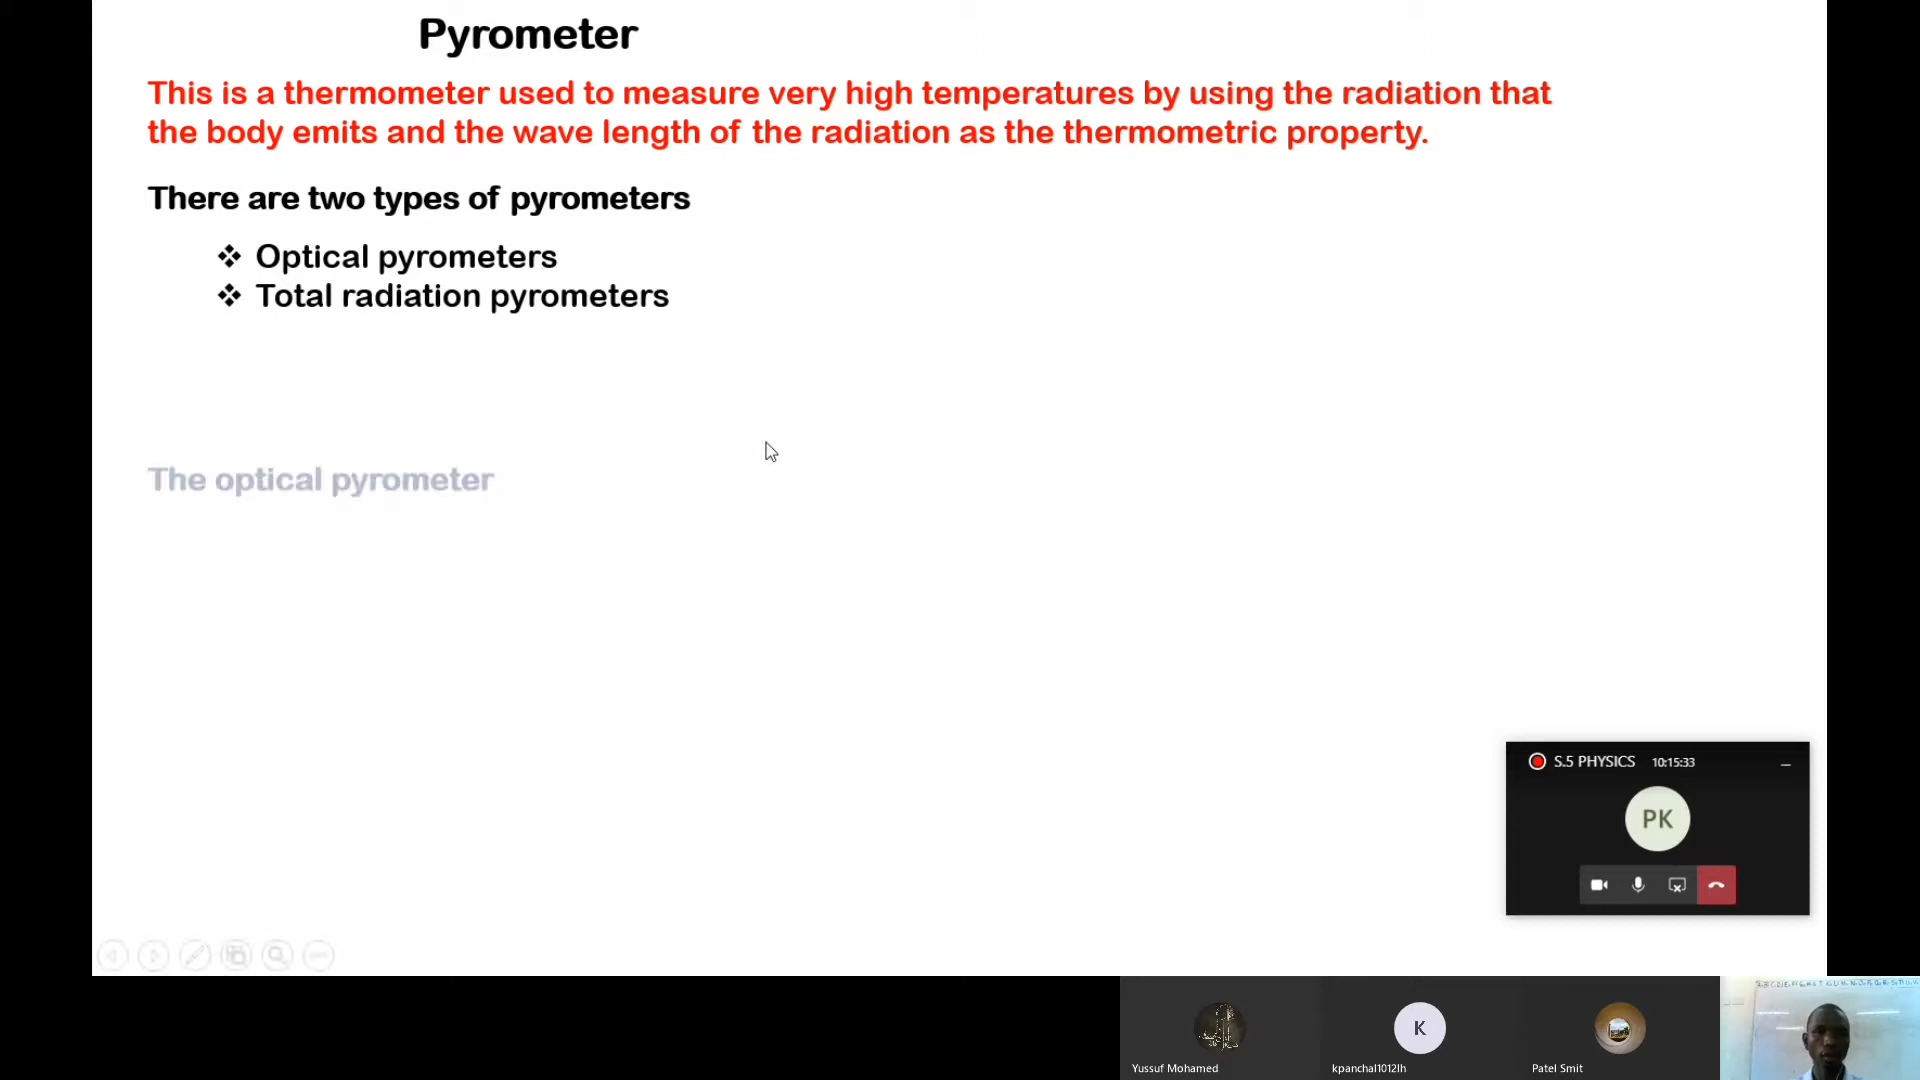 Pyrometer
This is a thermometer used to measure very high temperatures by using the radiation that
the body emits and the wave length of the radiation as the thermometric property.
There are two types of pyrometers
❖ Optical pyrometers
❖ Total radiation pyrometers
The optical pyrometer
S.5 PHYSICS 10:15:33
PK
K
Yussuf Mohamed
kpanchal1012lh
Patel Smit